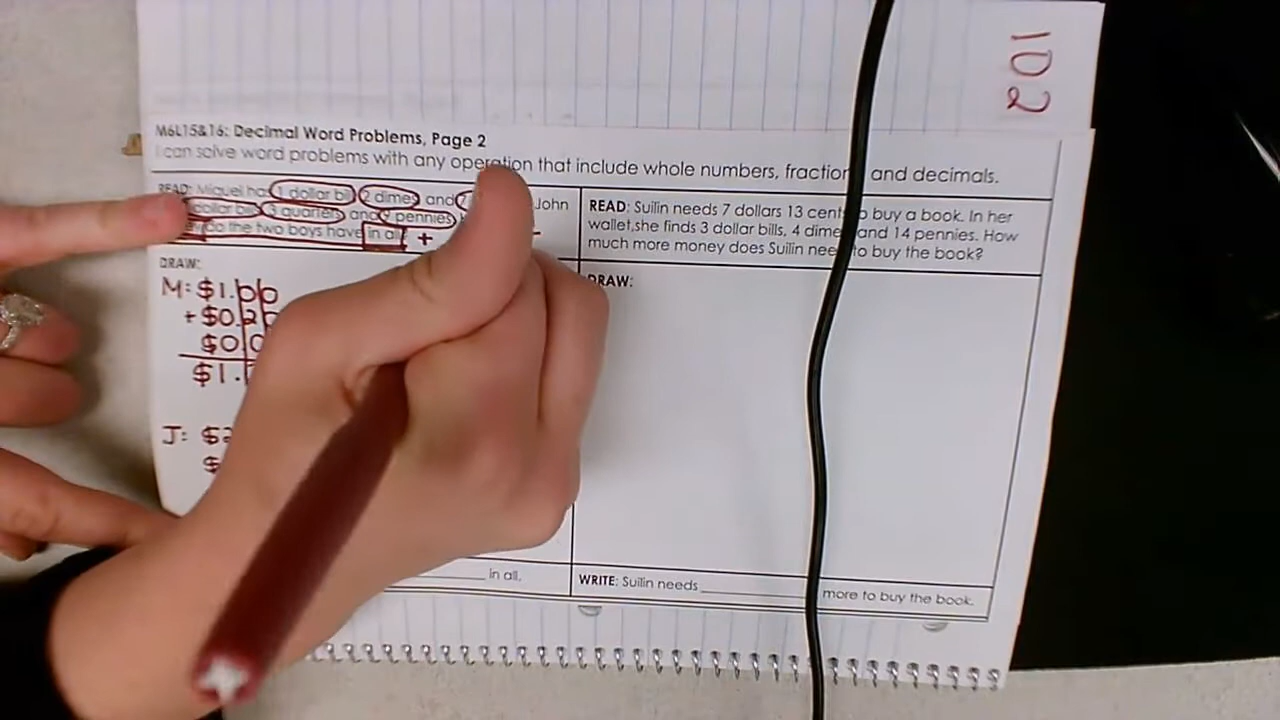 102
M6L15&16: Decimal Word Problems, Page 2
I can solve word problems with any operation that include whole numbers, fraction and decimals.
READ: Miguel has 1 dollar bill 2 dimes and 7 John
dollar bills 3 quarters and 9 pennies
do the two boys have in all +
DRAW:
M: $1.00
+ $0.20
$0.0
$1.
J: $2
$
in all.
READ: Suilin needs 7 dollars 13 cents to buy a book. In her
wallet,she finds 3 dollar bills, 4 dimes and 14 pennies. How
much more money does Suilin need to buy the book?
DRAW:
WRITE: Suilin needs more to buy the book.